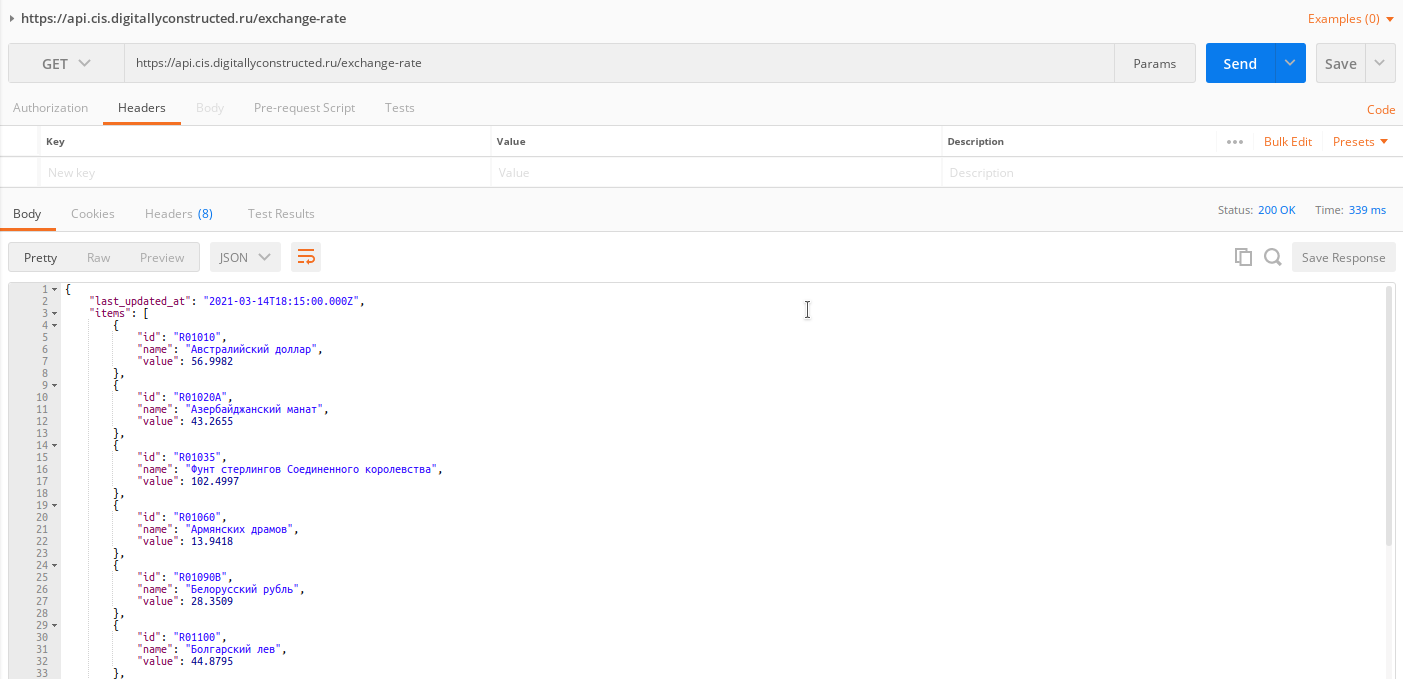 https://api.cis.digitallyconstructed.ru/exchange-rate
Examples (0)
GET
https://api.cis.digitallyconstructed.ru/exchange-rate
Params
Send
Save
Authorization
Headers
Body
Pre-request Script
Tests
Code
Key
Value
Description
Bulk Edit
Presets
New key
Value
Description
Body
Cookies
Headers (8)
Test Results
Status: 200 OK
Time: 339 ms
Pretty
Raw
Preview
JSON
Save Response
1 {
2 "last_updated_at": "2021-03-14T18:15:00.000Z",
3 "items": [
4 {
5 "id": "R01010",
6 "name": "Австралийский доллар",
7 "value": 56.9982
8 },
9 {
10 "id": "R01020A",
11 "name": "Азербайджанский манат",
12 "value": 43.2655
13 },
14 {
15 "id": "R01035",
16 "name": "Фунт стерлингов Соединенного королевства",
17 "value": 102.4997
18 },
19 {
20 "id": "R01060",
21 "name": "Армянских драмов",
22 "value": 13.9418
23 },
24 {
25 "id": "R01090B",
26 "name": "Белорусский рубль",
27 "value": 28.3509
28 },
29 {
30 "id": "R01100",
31 "name": "Болгарский лев",
32 "value": 44.8795
33 },